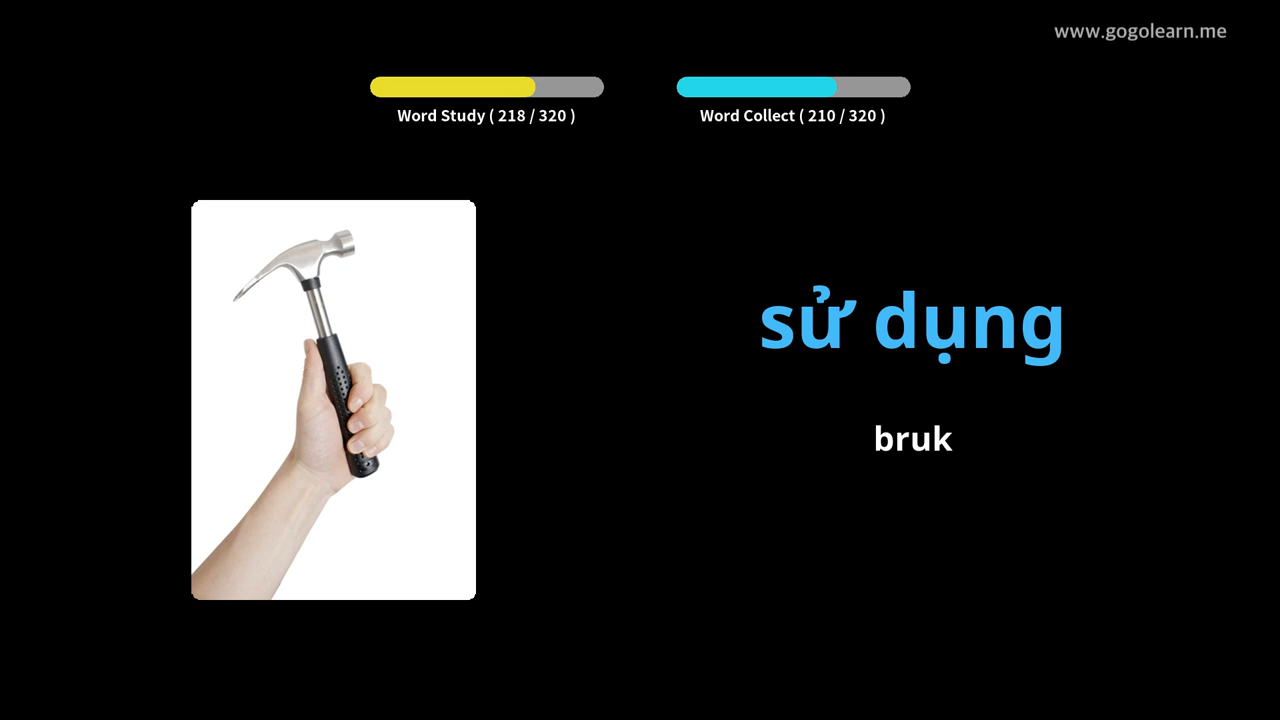 www.gogolearn.me
Word Study ( 218 / 320 )
Word Collect ( 210 / 320 )
sử dụng
bruk